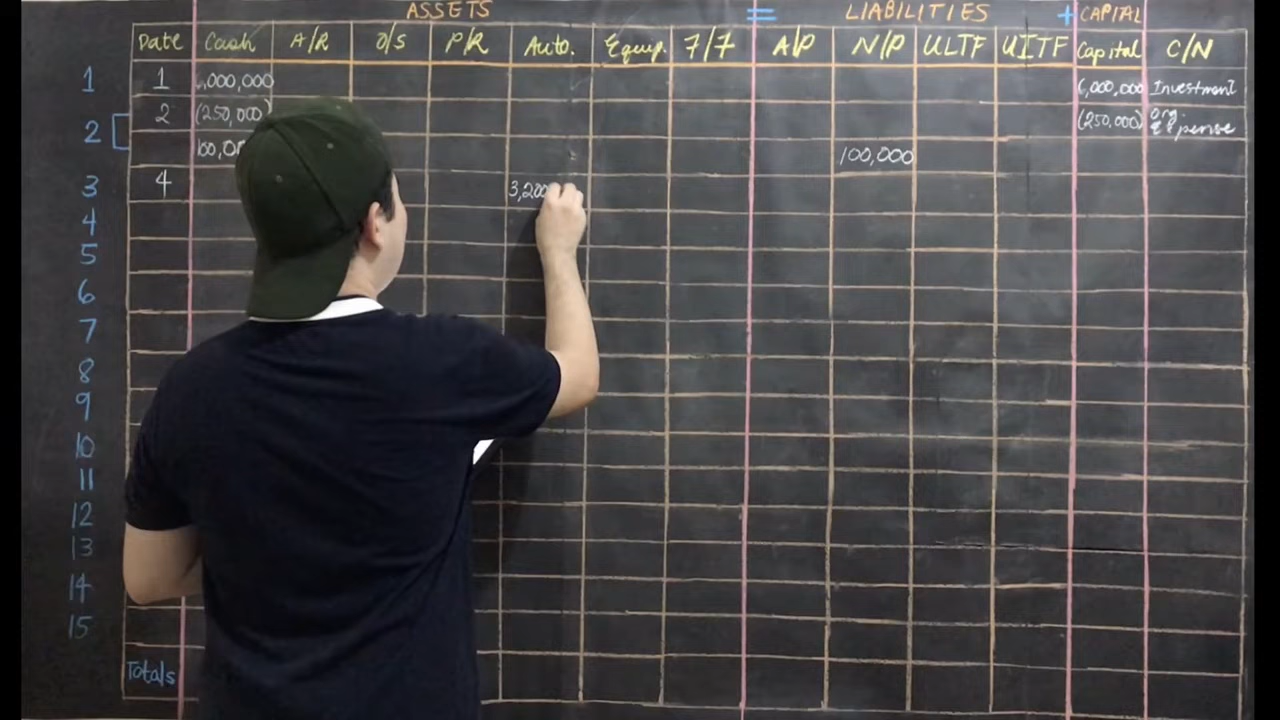 ASSETS = LIABILITIES + CAPITAL
Date Cash A/R O/S P/R Auto. Equip. F/F A/P N/P ULTF UITF Capital C/N
1 1 6,000,000 6,000,000 Investment
2 2 (250,000) (250,000) Org. Expense
100,000
3 4 3,200
4
5
6
7
8
9
10
11
12
13
14
15
Totals